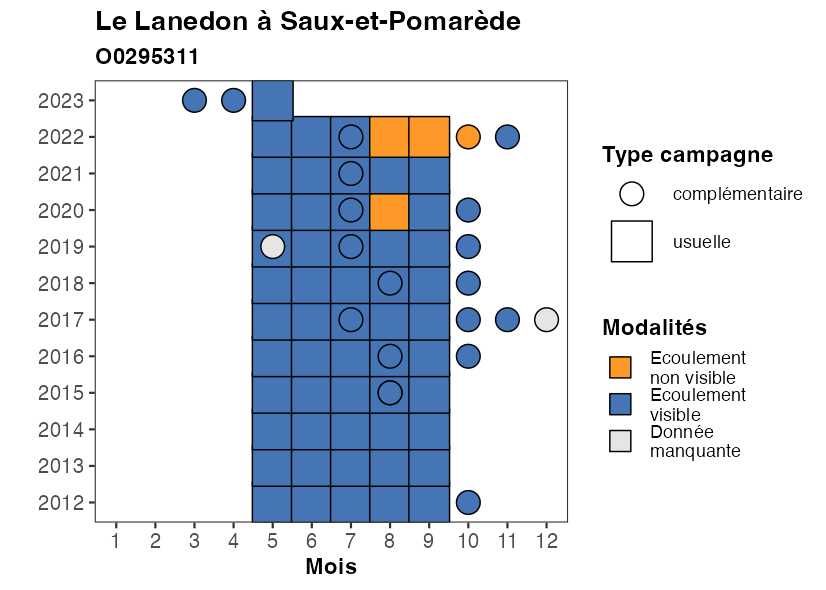 Le Lanedon à Saux-et-Pomarède
O0295311
2023
2022
2021
2020
2019
2018
2017
2016
2015
2014
2013
2012
1 2 3 4 5 6 7 8 9 10 11 12
Mois
Type campagne
complémentaire
usuelle
Modalités
Ecoulement
non visible
Ecoulement
visible
Donnée
manquante